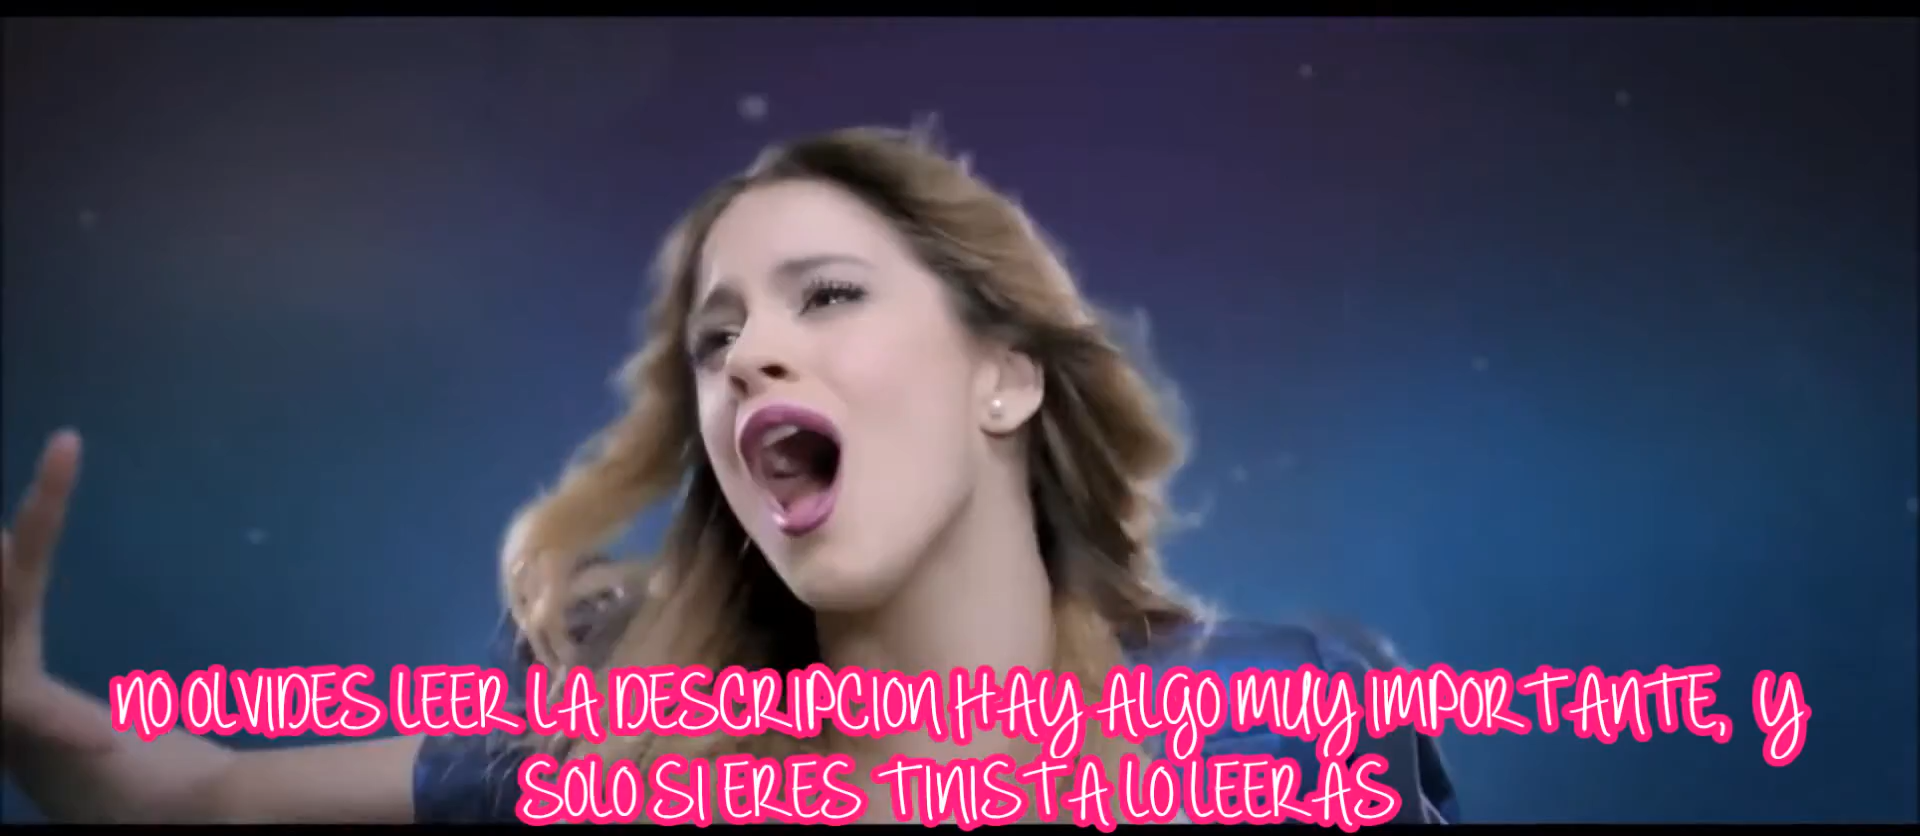 NO OLVIDES LEER LA DESCRIPCION HAY ALGO MUY IMPORTANTE, Y
SOLO SI ERES TINISTA LO LEERAS